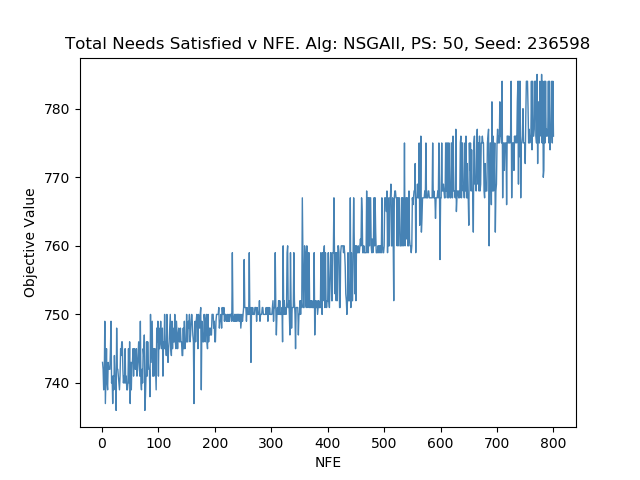 Total Needs Satisfied v NFE. Alg: NSGAII, PS: 50, Seed: 236598
780
770
760
750
740
Objective Value
0 100 200 300 400 500 600 700 800
NFE